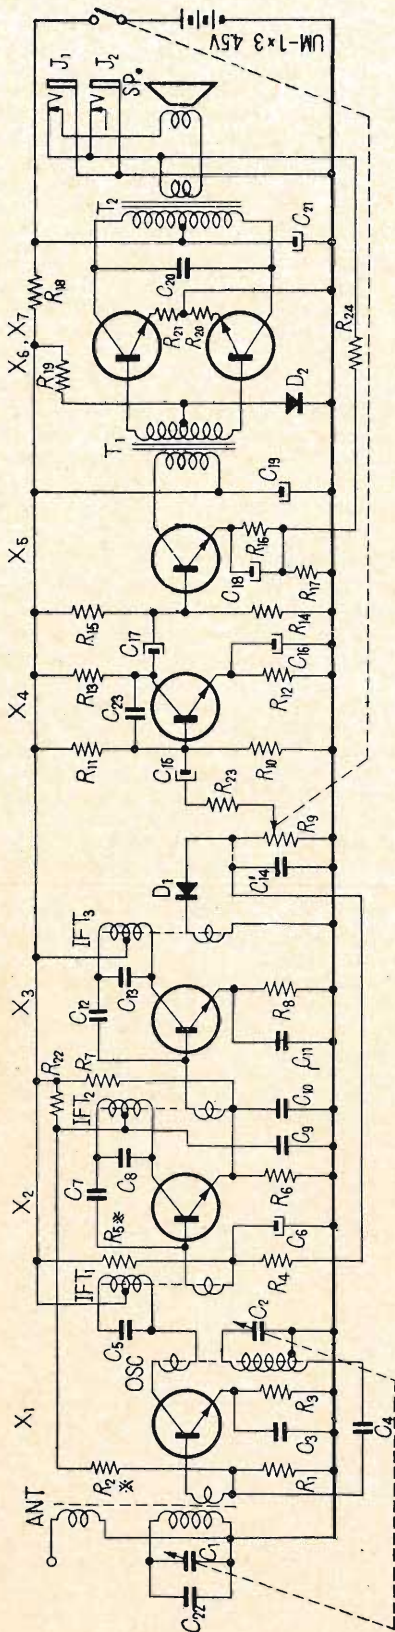 X₁
X₂
X₃
X₄
X₅
X₆, X₇
ANT
C₂₂
C₁
R₂
※
R₁
C₃
R₃
C₄
OSC
C₂
C₅
IFT₁
R₅※
R₄
C₆
C₇
C₈
IFT₂
R₂₂
R₇
R₆
C₉
C₁₀
C₁₂
C₁₃
IFT₃
C₁₁
R₈
D₁
C₁₄'
R₉
R₂₃
C₁₅
R₁₁
R₁₀
C₂₃
R₁₃
R₁₂
C₁₆
C₁₇
R₁₅
R₁₄
C₁₈
R₁₆
R₁₇
C₁₉
T₁
D₂
R₁₉
R₁₈
R₂₁
R₂₀
C₂₀
T₂
C₂₁
R₂₄
J₁
J₂
SP.
UM-1×3 4.5V